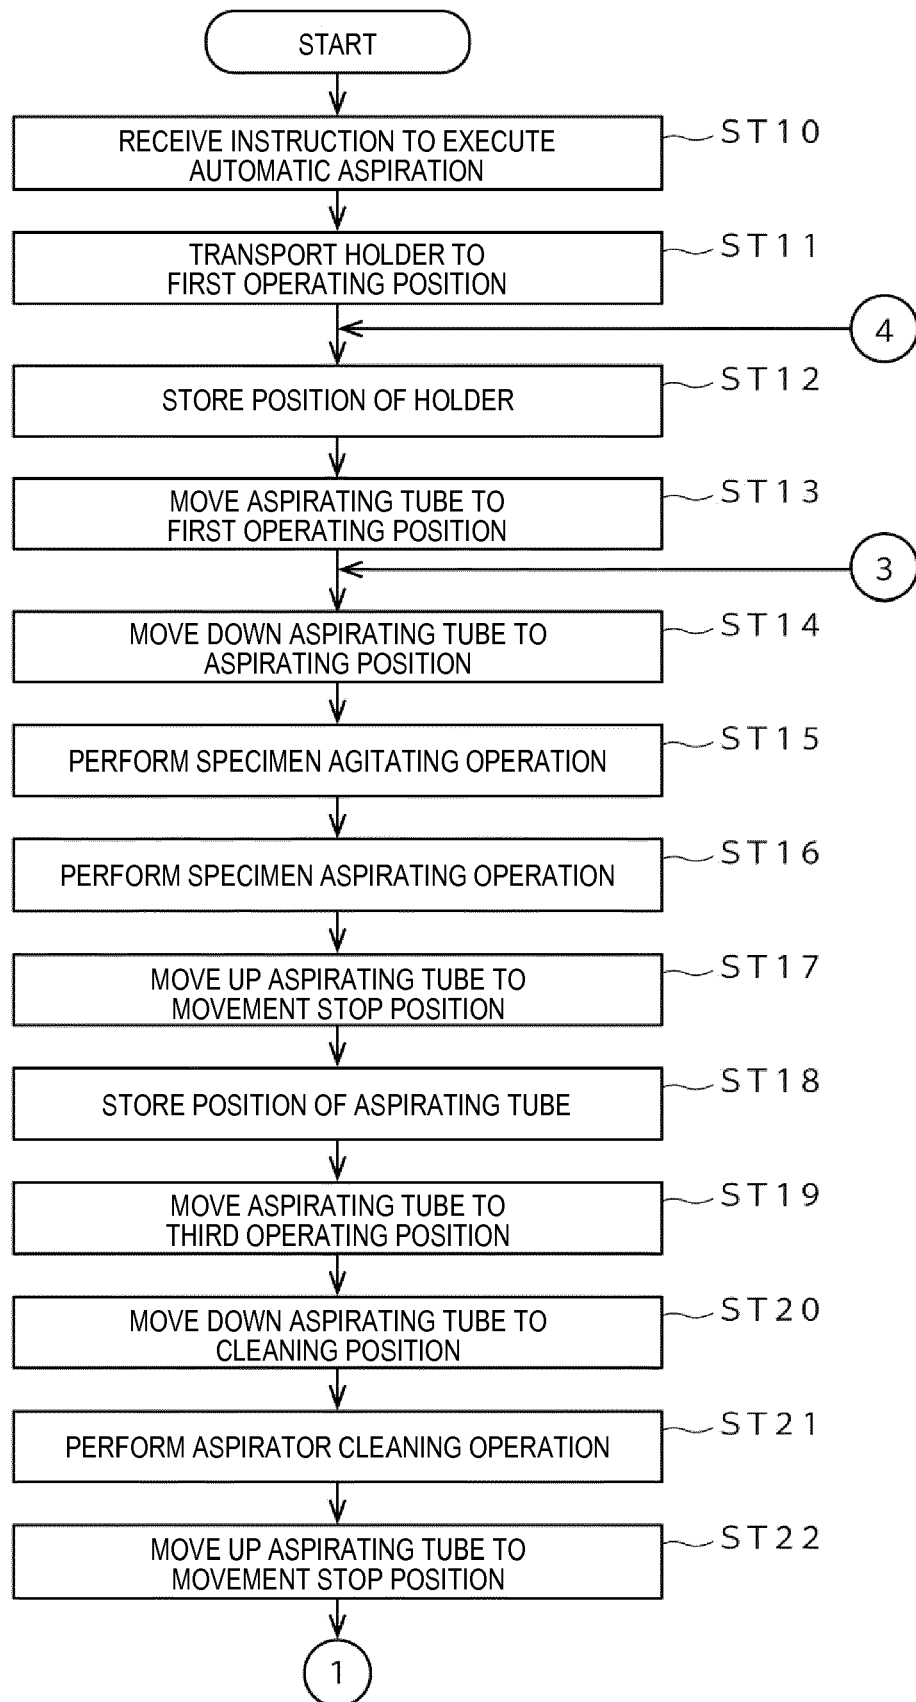 START
RECEIVE INSTRUCTION TO EXECUTE
AUTOMATIC ASPIRATION
ST10
TRANSPORT HOLDER TO
FIRST OPERATING POSITION
ST11
4
STORE POSITION OF HOLDER
ST12
MOVE ASPIRATING TUBE TO
FIRST OPERATING POSITION
ST13
3
MOVE DOWN ASPIRATING TUBE TO
ASPIRATING POSITION
ST14
PERFORM SPECIMEN AGITATING OPERATION
ST15
PERFORM SPECIMEN ASPIRATING OPERATION
ST16
MOVE UP ASPIRATING TUBE TO
MOVEMENT STOP POSITION
ST17
STORE POSITION OF ASPIRATING TUBE
ST18
MOVE ASPIRATING TUBE TO
THIRD OPERATING POSITION
ST19
MOVE DOWN ASPIRATING TUBE TO
CLEANING POSITION
ST20
PERFORM ASPIRATOR CLEANING OPERATION
ST21
MOVE UP ASPIRATING TUBE TO
MOVEMENT STOP POSITION
ST22
1